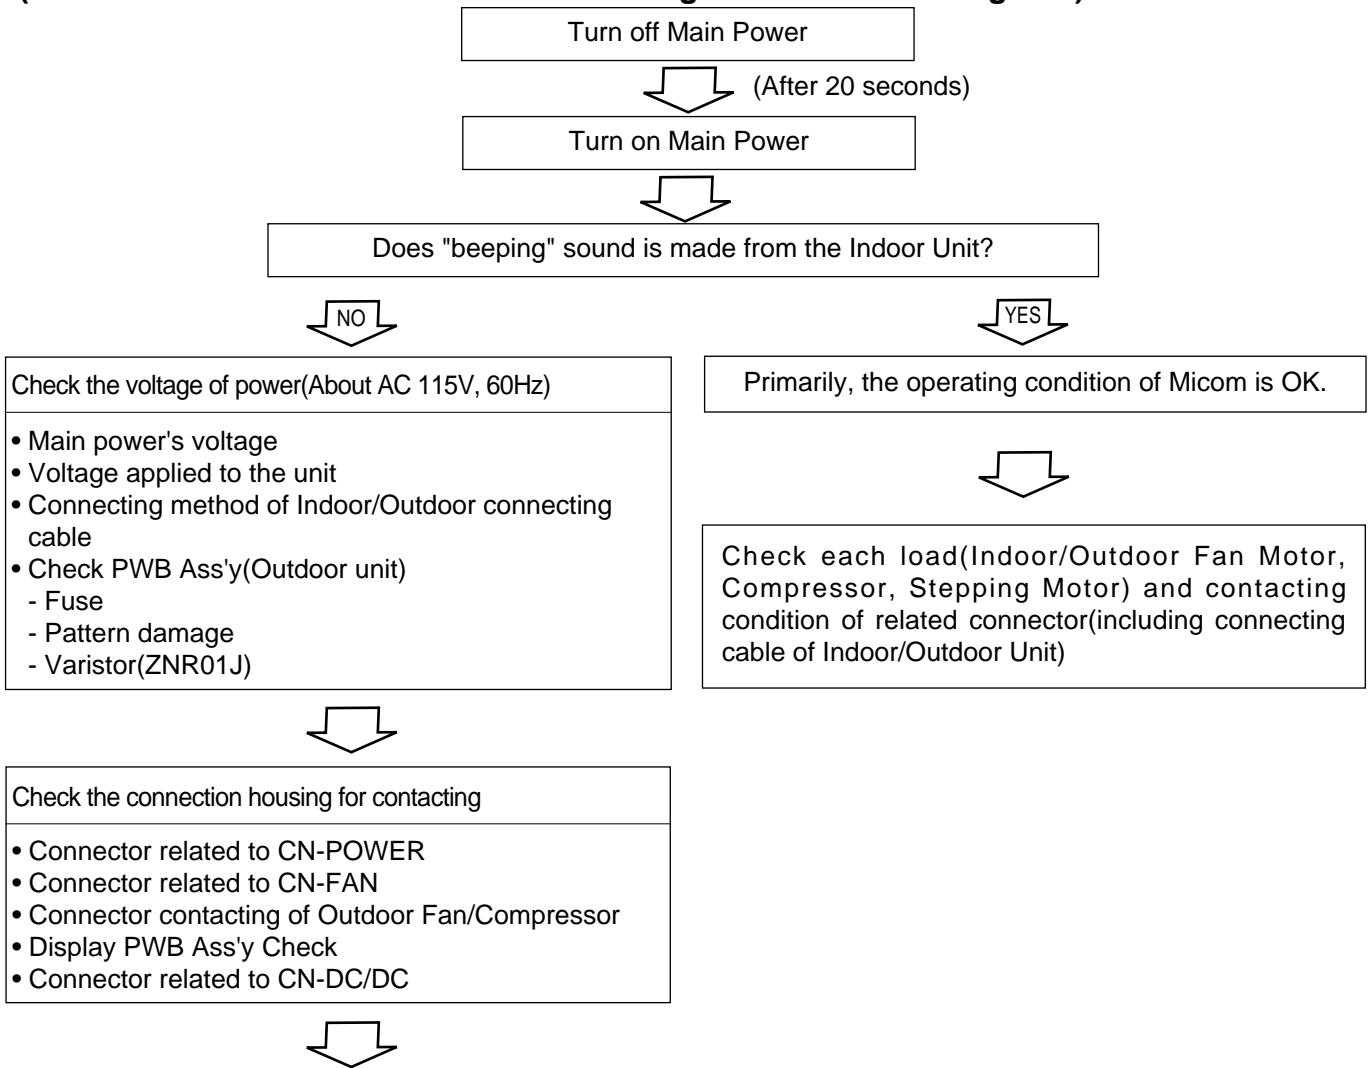 Turn off Main Power
(After 20 seconds)
Turn on Main Power
Does "beeping" sound is made from the Indoor Unit?
NO
YES
Check the voltage of power(About AC 115V, 60Hz)
• Main power's voltage
• Voltage applied to the unit
• Connecting method of Indoor/Outdoor connecting
cable
• Check PWB Ass'y(Outdoor unit)
- Fuse
- Pattern damage
- Varistor(ZNR01J)
Primarily, the operating condition of Micom is OK.
Check each load(Indoor/Outdoor Fan Motor,
Compressor, Stepping Motor) and contacting
condition of related connector(including connecting
cable of Indoor/Outdoor Unit)
Check the connection housing for contacting
• Connector related to CN-POWER
• Connector related to CN-FAN
• Connector contacting of Outdoor Fan/Compressor
• Display PWB Ass'y Check
• Connector related to CN-DC/DC